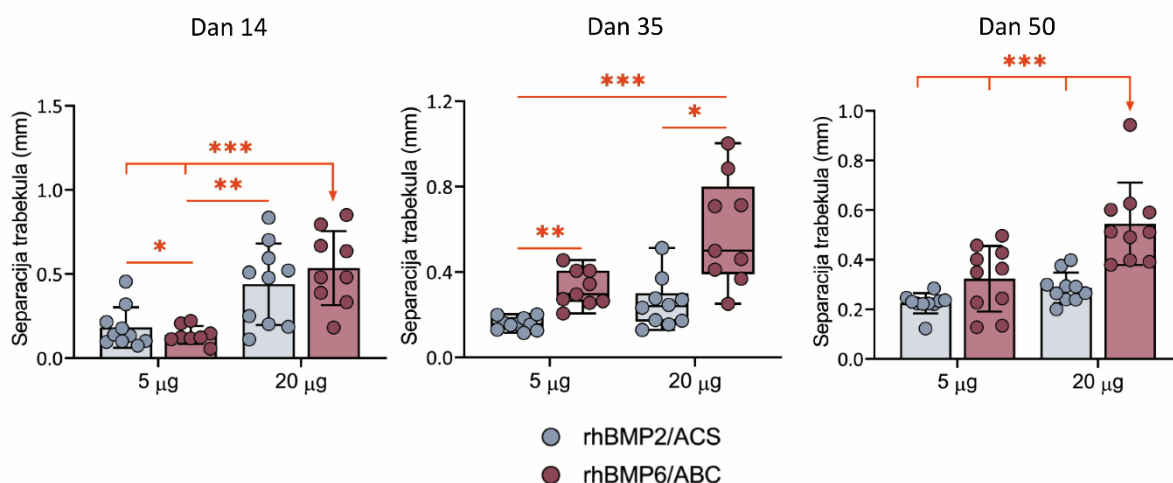 Dan 14
Dan 35
Dan 50
Separacija trabekula (mm)
1.5
1.0
0.5
0.0
***
**
*
5 µg
20 µg
Separacija trabekula (mm)
1.2
0.8
0.4
0.0
***
*
**
5 µg
20 µg
Separacija trabekula (mm)
1.0
0.8
0.6
0.4
0.2
0.0
***
5 µg
20 µg
rhBMP2/ACS
rhBMP6/ABC